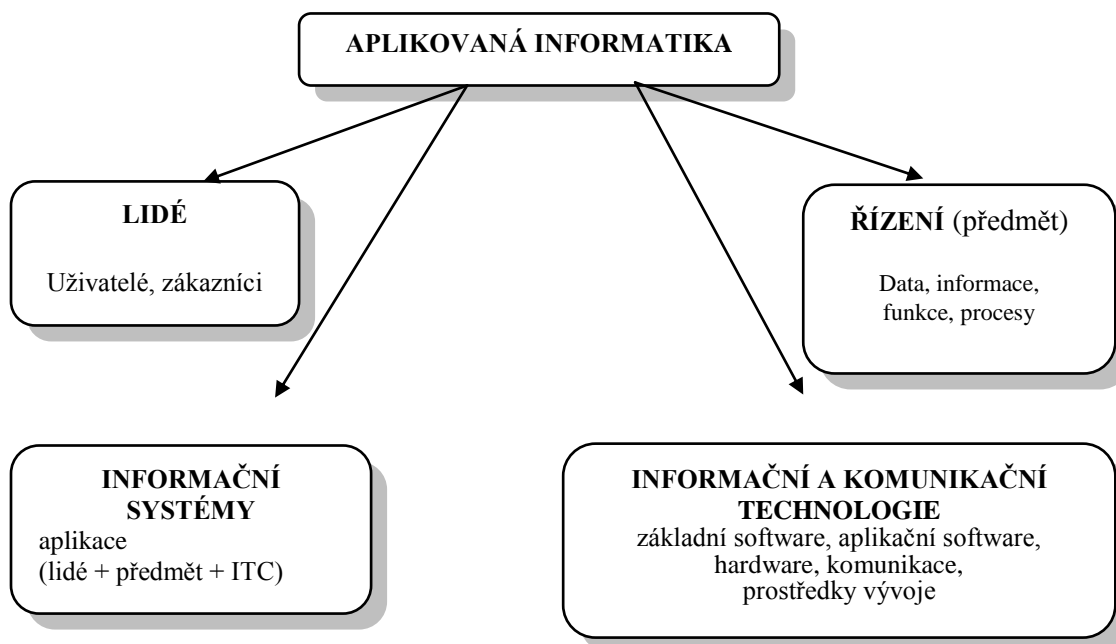 APLIKOVANÁ INFORMATIKA
LIDÉ
Uživatelé, zákazníci
ŘÍZENÍ (předmět)
Data, informace,
funkce, procesy
INFORMAČNÍ
SYSTÉMY
aplikace
(lidé + předmět + ITC)
INFORMAČNÍ A KOMUNIKAČNÍ
TECHNOLOGIE
základní software, aplikační software,
hardware, komunikace,
prostředky vývoje